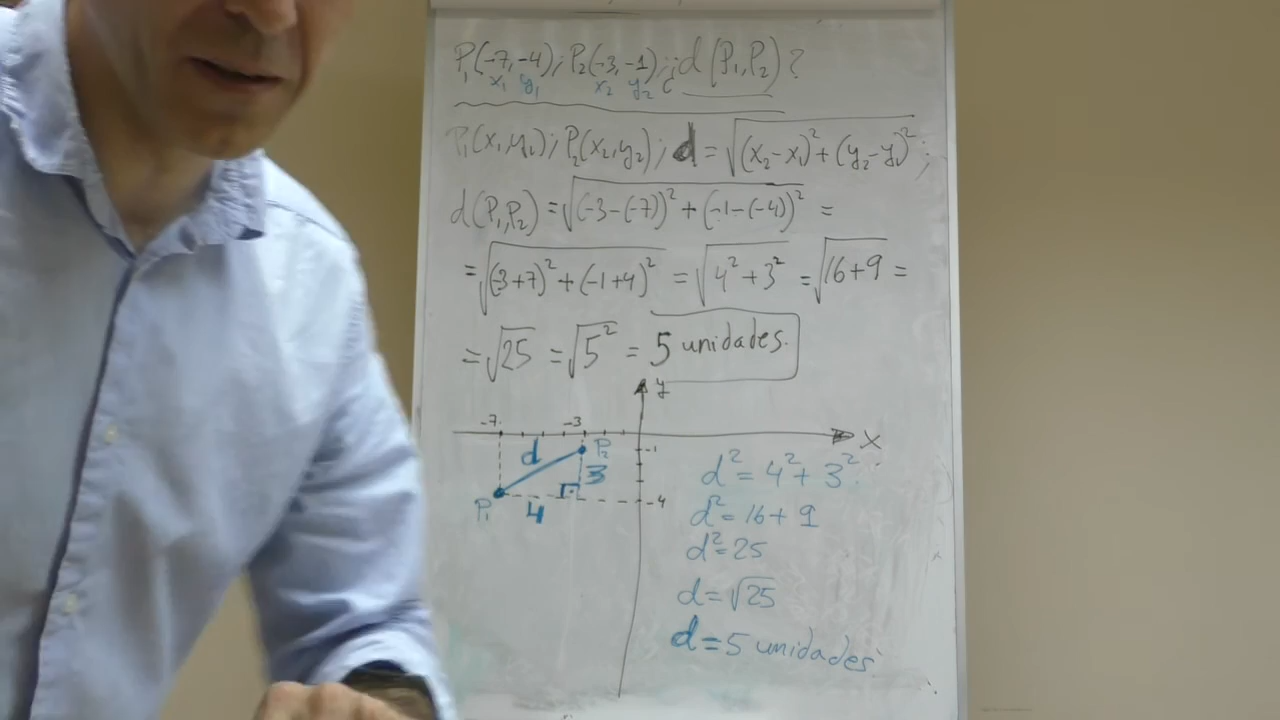 P₁(-7,-4); P₂(-3,-1); ¿d(P₁,P₂)?
x₁ y₁ x₂ y₂
P₁(x₁,y₂); P₂(x₂,y₂); d = √(x₂-x₁)²+(y₂-y₁)²;
d(P₁,P₂) = √(-3-(-7))²+(-1-(-4))² =
= √(-3+7)²+(-1+4)² = √4²+3² = √16+9 =
= √25 = √5² = 5 unidades.
y
-7 -3
x
d P₂ -1
3
P₁ 4 -4
d² = 4²+3²
d² = 16+9
d² = 25
d = √25
d = 5 unidades